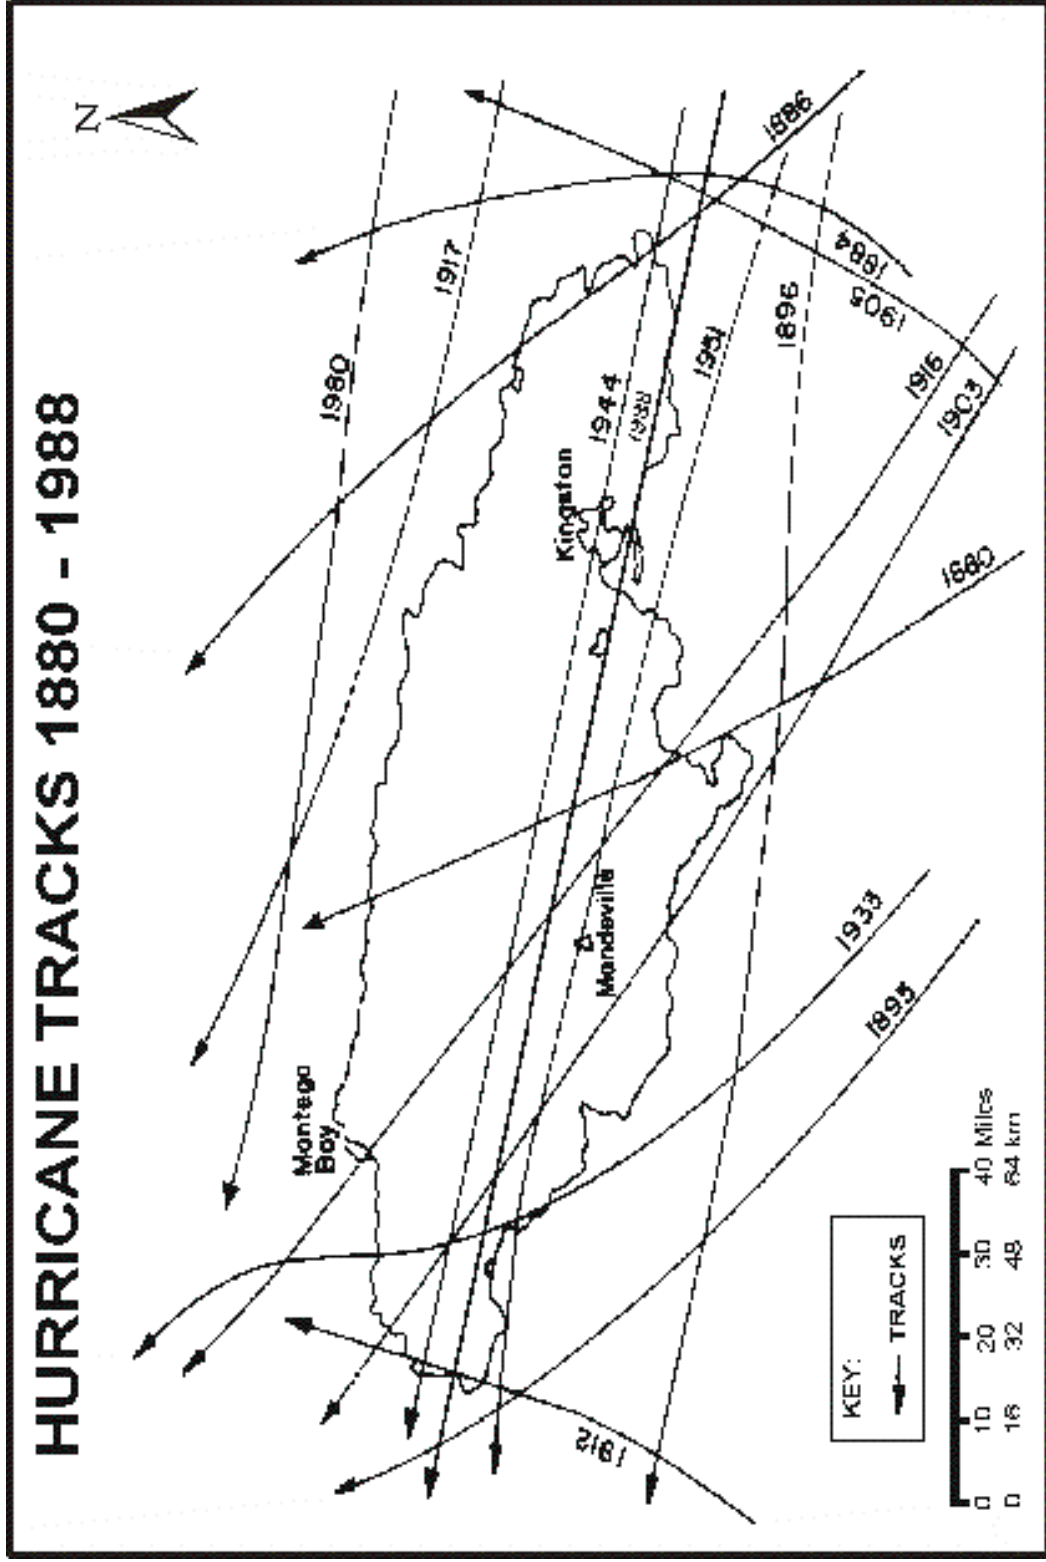 HURRICANE TRACKS 1880 - 1988
N
1980
1917
Montego
Bay
1886
1944
1988
Kingston
1951
1884
1905
1896
Mandeville
1916
1903
1880
1933
1895
1912
KEY:
TRACKS
0 10 20 30 40 Miles
0 16 32 48 64 km